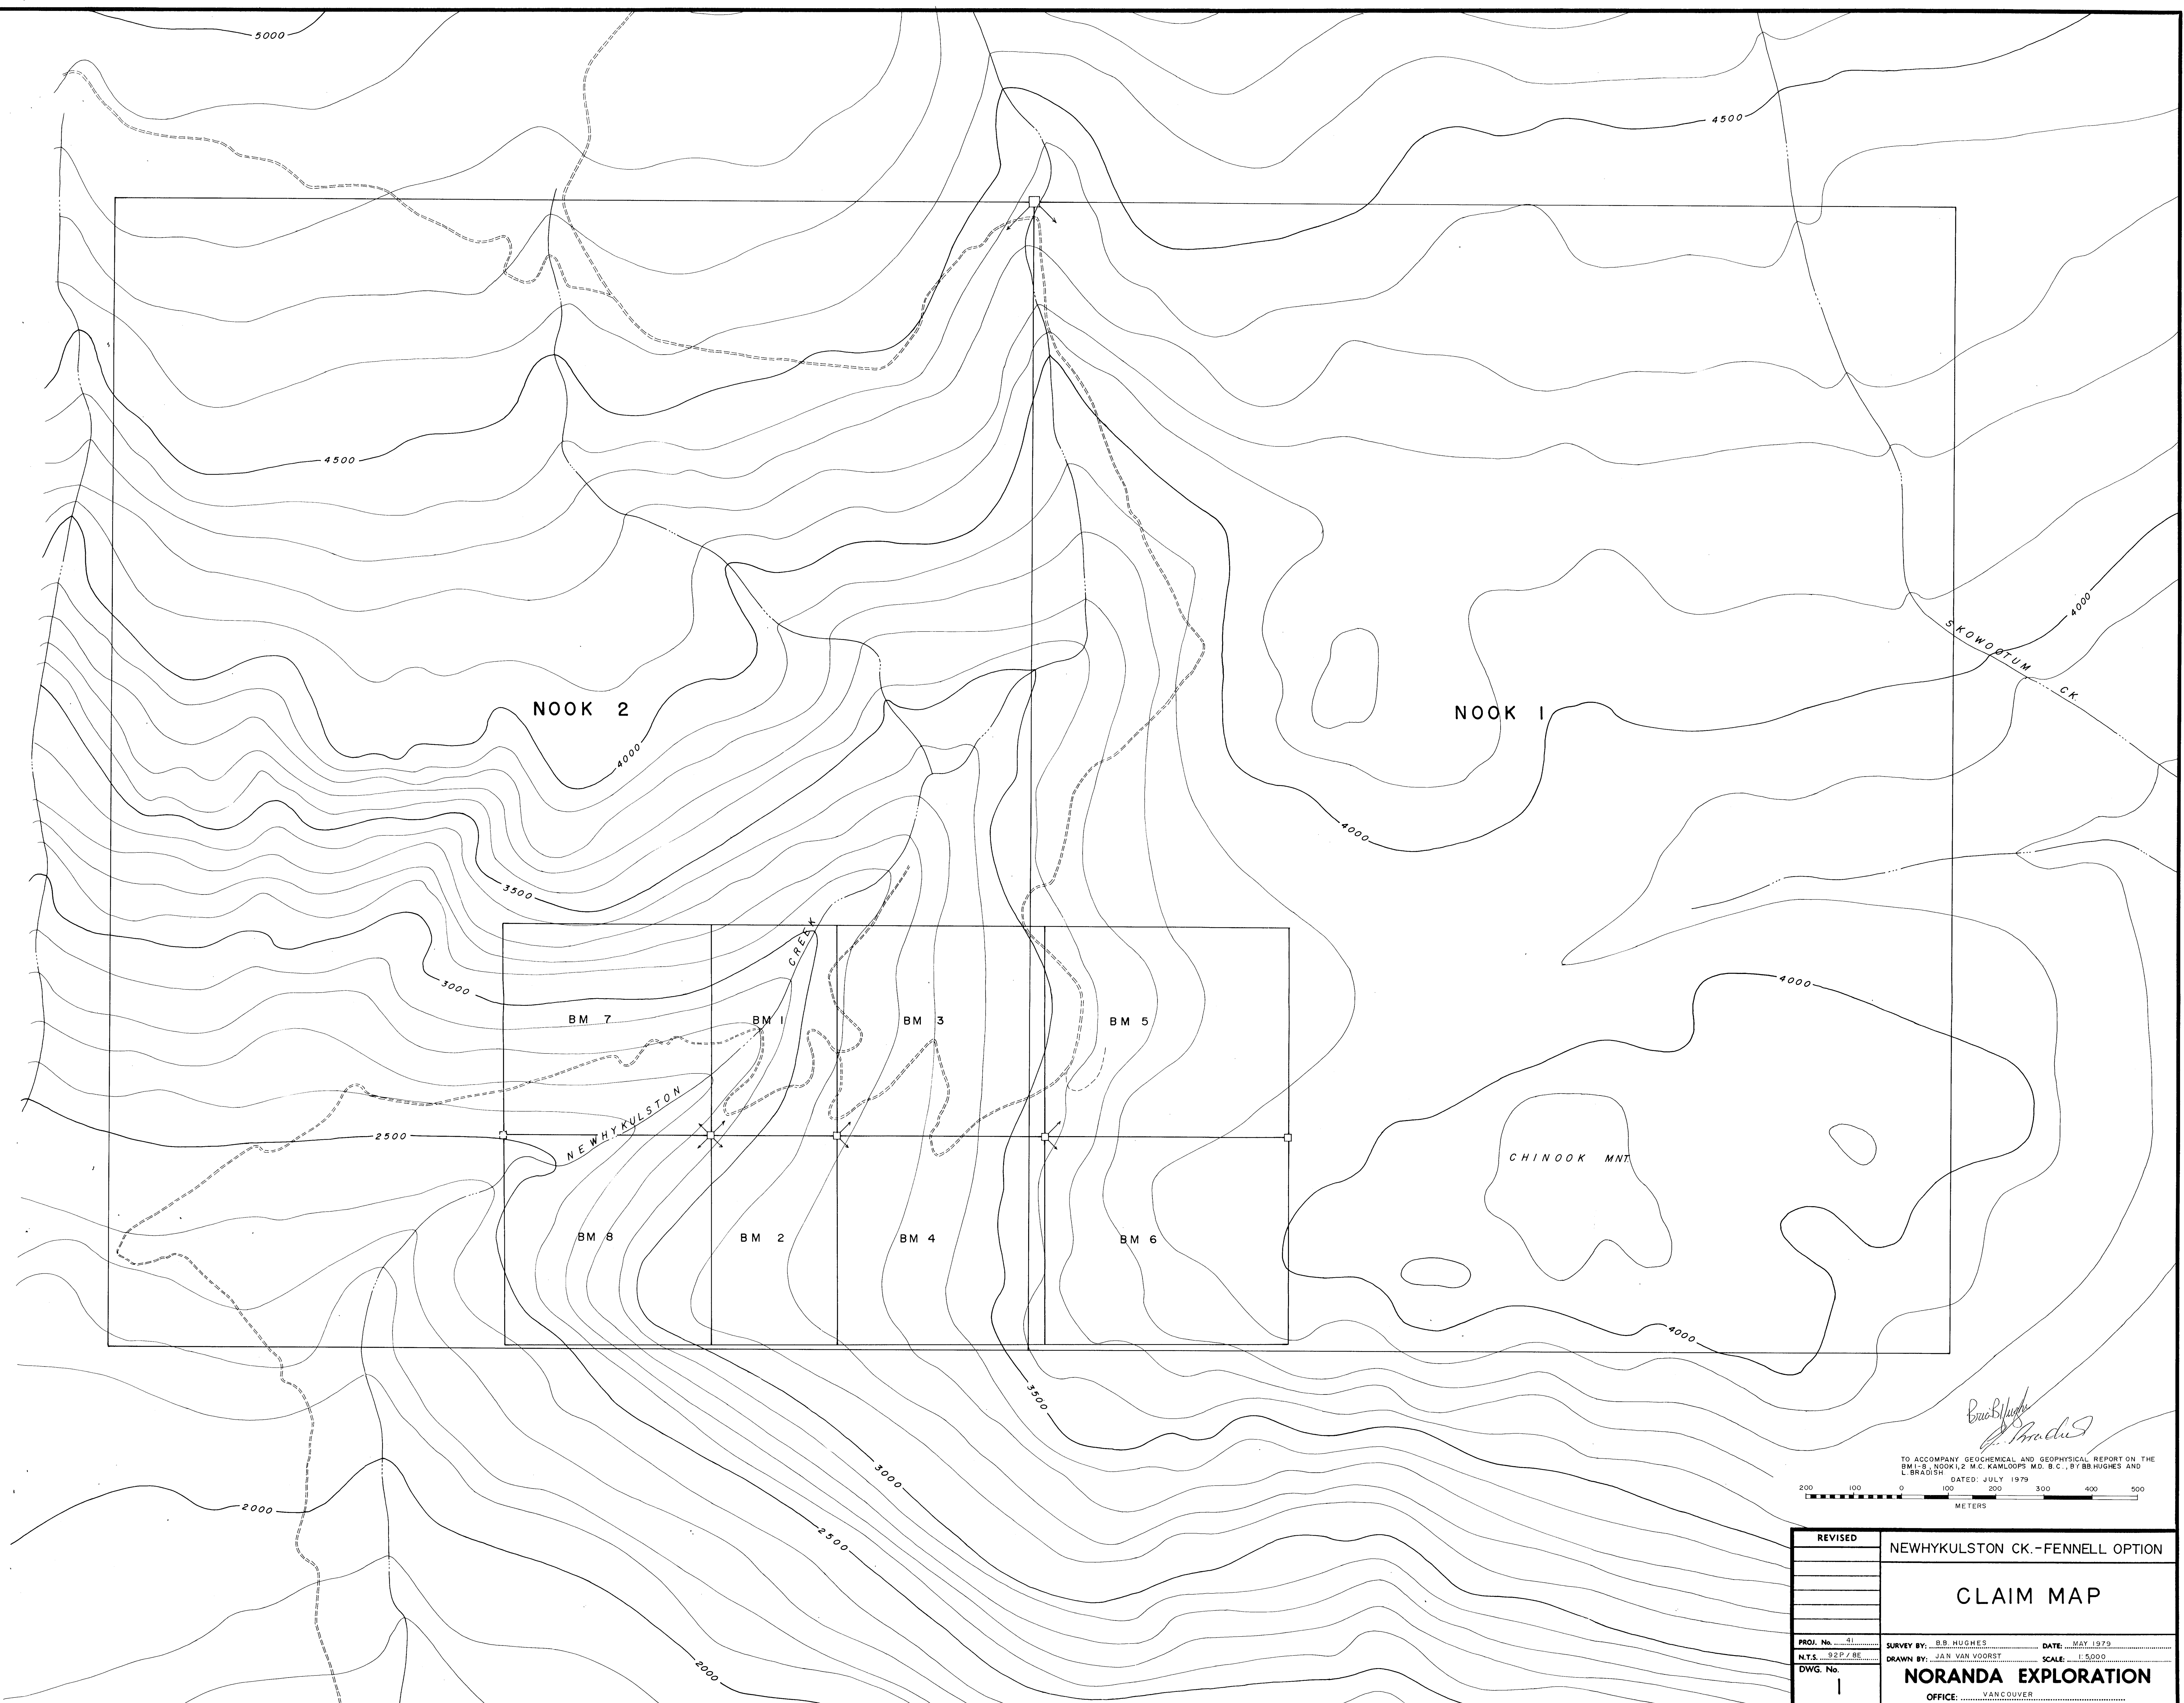 5000
4500
4500
SKOWOOTUM CK.
4000
NOOK 2
NOOK 1
4000
4000
3500
CREEK
3000
4000
BM 7
BM 1
BM 3
BM 5
NEWHYKULSTON
2500
CHINOOK MNT.
BM 8
BM 2
BM 4
BM 6
4000
3500
3000
2500
2000
2000
TO ACCOMPANY GEOCHEMICAL AND GEOPHYSICAL REPORT ON THE
BM 1-8, NOOK 1,2 M.C. KAMLOOPS M.D. B.C., BY B.B. HUGHES AND
L. BRADISH
DATED: JULY 1979
200 100 0 100 200 300 400 500
METERS
REVISED
NEWHYKULSTON CK.-FENNELL OPTION
CLAIM MAP
PROJ. No. 41
SURVEY BY: B.B. HUGHES DATE: MAY 1979
N.T.S. 92P/8E
DRAWN BY: JAN VAN VOORST SCALE: 1:5,000
DWG. No.
1
NORANDA EXPLORATION
OFFICE: VANCOUVER